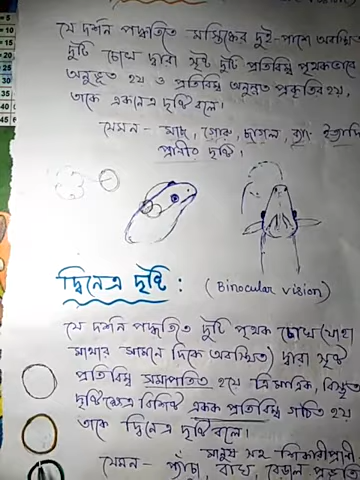 যে দর্শন পদ্ধতিতে মস্তিষ্কের দুই-পাশে অবস্থিত
দুটি চোখ দ্বারা সৃষ্ট দুটি প্রতিবিম্ব পৃথকভাবে
অনুভূত হয় ও প্রতিবিম্ব অনুন্নত প্রকৃতির হয়,
তাকে একনেত্র দৃষ্টি বলে।
যেমন - মাছ, গোরু, ছাগল, ব্যাঙ ইত্যাদি
প্রানীর দৃষ্টি।
দ্বিনেত্র দৃষ্টি :
(Binocular vision)
যে দর্শন পদ্ধতিতে দুটি পৃথক চোখ (যাহা
মাথার সামনে দিকে অবস্থিত) দ্বারা সৃষ্ট
প্রতিবিম্ব সমাপতিত হয়ে ত্রিমাত্রিক, বিস্তৃত
দৃষ্টিক্ষেত্র বিশিষ্ট একক প্রতিবিম্ব গঠিত হয়
তাকে দ্বিনেত্র দৃষ্টি বলে।
মানুষ সহ শিকারী প্রাণী
যেমন - প্যাঁচা, বাঘ, বেড়াল প্রভৃতি